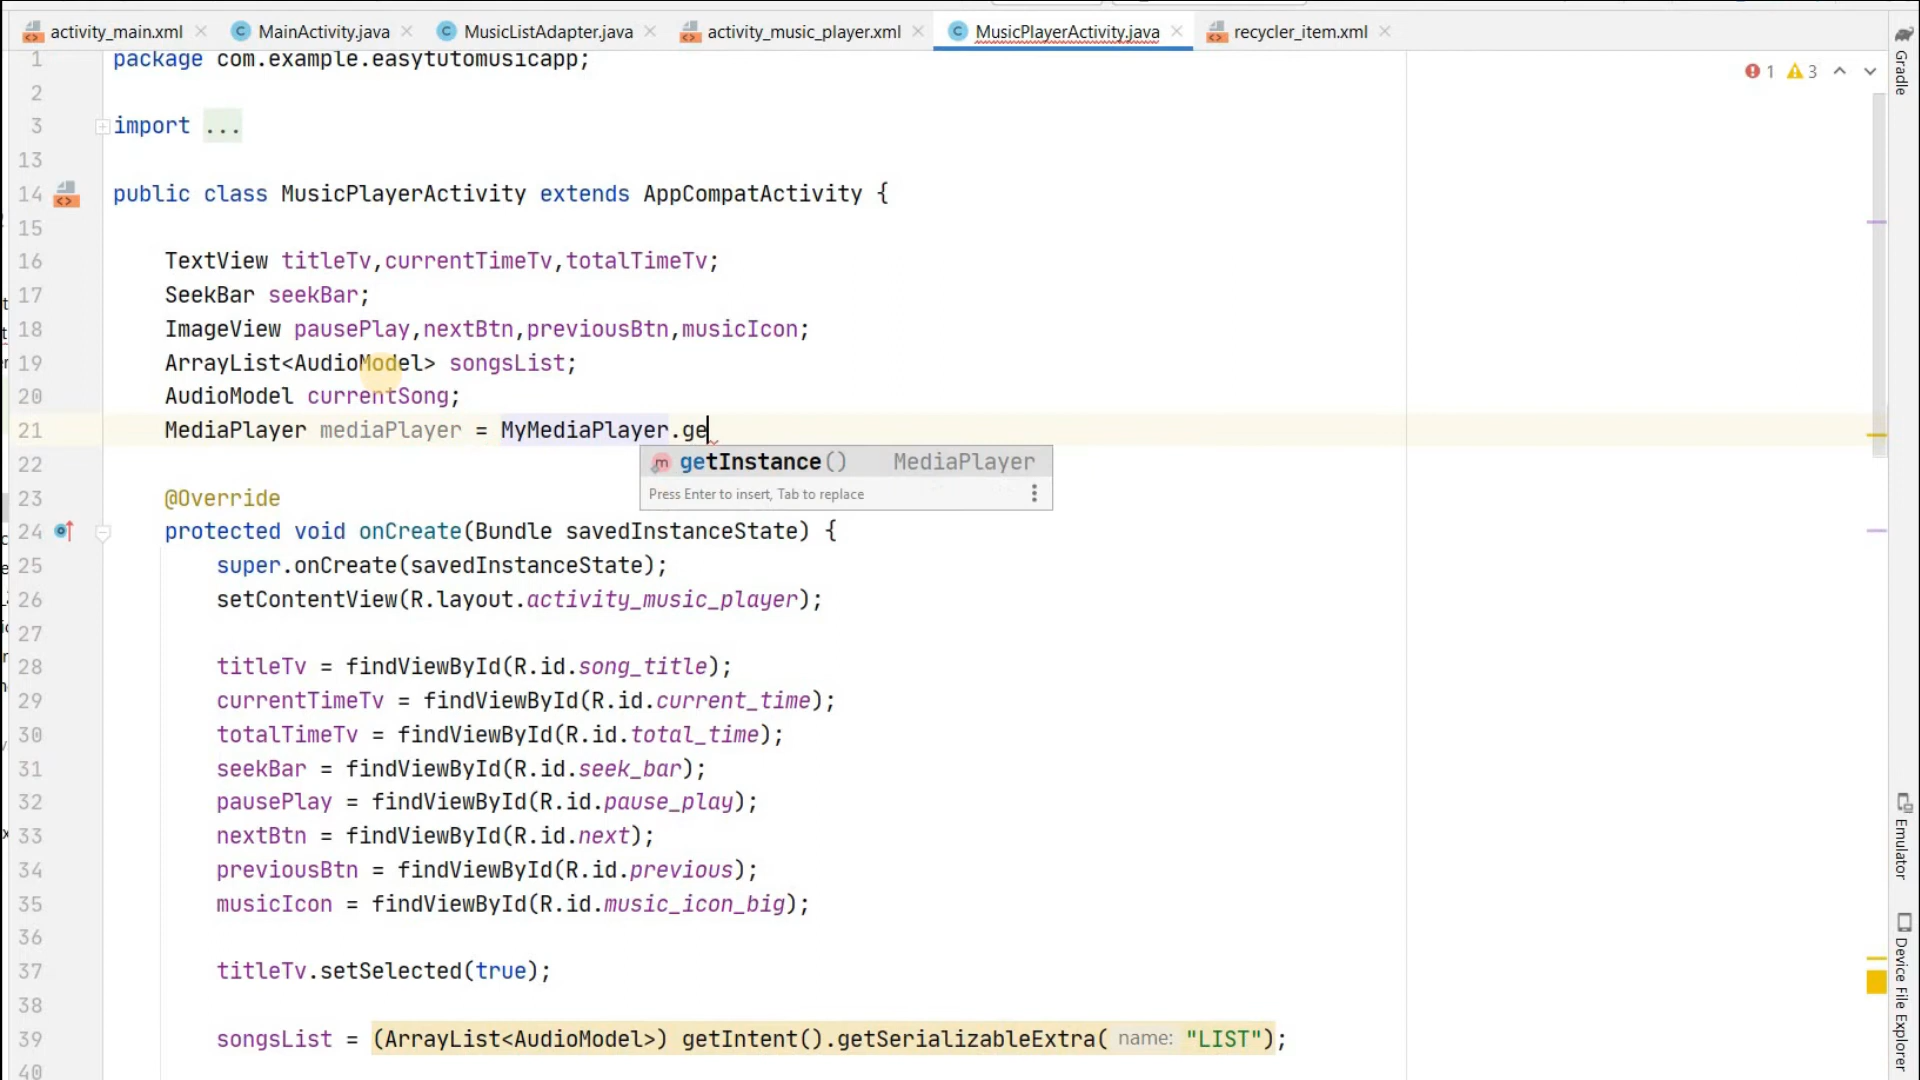 activity_main.xml MainActivity.java MusicListAdapter.java activity_music_player.xml MusicPlayerActivity.java recycler_item.xml
1 package com.example.easytutomusicapp;
1 3
2
3 import ...
13
14 public class MusicPlayerActivity extends AppCompatActivity {
15
16 TextView titleTv,currentTimeTv,totalTimeTv;
17 SeekBar seekBar;
18 ImageView pausePlay,nextBtn,previousBtn,musicIcon;
19 ArrayList<AudioModel> songsList;
20 AudioModel currentSong;
21 MediaPlayer mediaPlayer = MyMediaPlayer.ge
getInstance() MediaPlayer
Press Enter to insert, Tab to replace
22
23 @Override
24 protected void onCreate(Bundle savedInstanceState) {
25 super.onCreate(savedInstanceState);
26 setContentView(R.layout.activity_music_player);
27
28 titleTv = findViewById(R.id.song_title);
29 currentTimeTv = findViewById(R.id.current_time);
30 totalTimeTv = findViewById(R.id.total_time);
31 seekBar = findViewById(R.id.seek_bar);
32 pausePlay = findViewById(R.id.pause_play);
33 nextBtn = findViewById(R.id.next);
34 previousBtn = findViewById(R.id.previous);
35 musicIcon = findViewById(R.id.music_icon_big);
36
37 titleTv.setSelected(true);
38
39 songsList = (ArrayList<AudioModel>) getIntent().getSerializableExtra( name: "LIST");
40
Gradle
Emulator
Device File Explorer